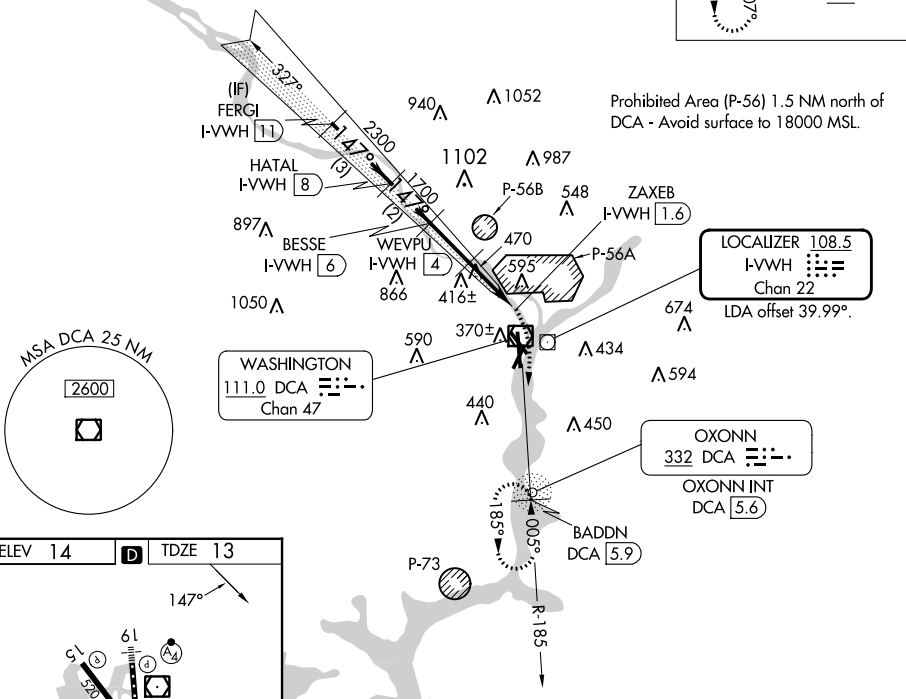 07°
Prohibited Area (P-56) 1.5 NM north of
DCA - Avoid surface to 18000 MSL.
327°
(IF)
FERGI
I-VWH 11
940
1052
2300
147°
(3)
HATAL
I-VWH 8
1102
987
1700
147°
(2)
P-56B
548
ZAXEB
I-VWH 1.6
897
BESSE
I-VWH 6
WEVPU
I-VWH 4
866
470
416±
595
P-56A
LOCALIZER 108.5
I-VWH
Chan 22
LDA offset 39.99°.
1050
674
590
370±
434
MSA DCA 25 NM
2600
WASHINGTON
111.0 DCA
Chan 47
594
440
450
OXONN
332 DCA
OXONN INT
DCA 5.6
185°
005°
BADDN
DCA 5.9
P-73
R-185
ELEV 14
D
TDZE 13
147°
15
19
P
P
A4
520